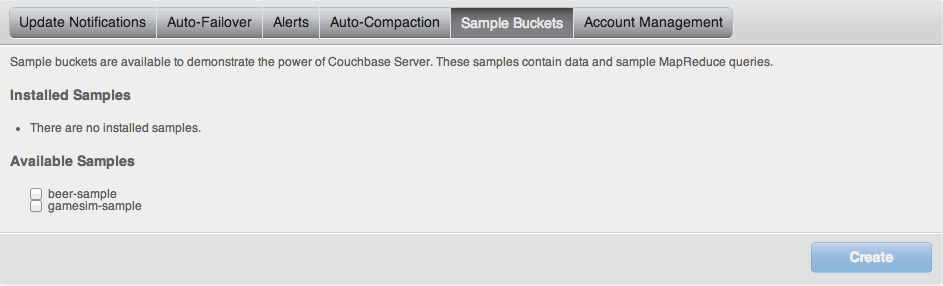 Update Notifications Auto-Failover Alerts Auto-Compaction Sample Buckets Account Management
Sample buckets are available to demonstrate the power of Couchbase Server. These samples contain data and sample MapReduce queries.
Installed Samples
• There are no installed samples.
Available Samples
beer-sample
gamesim-sample
Create